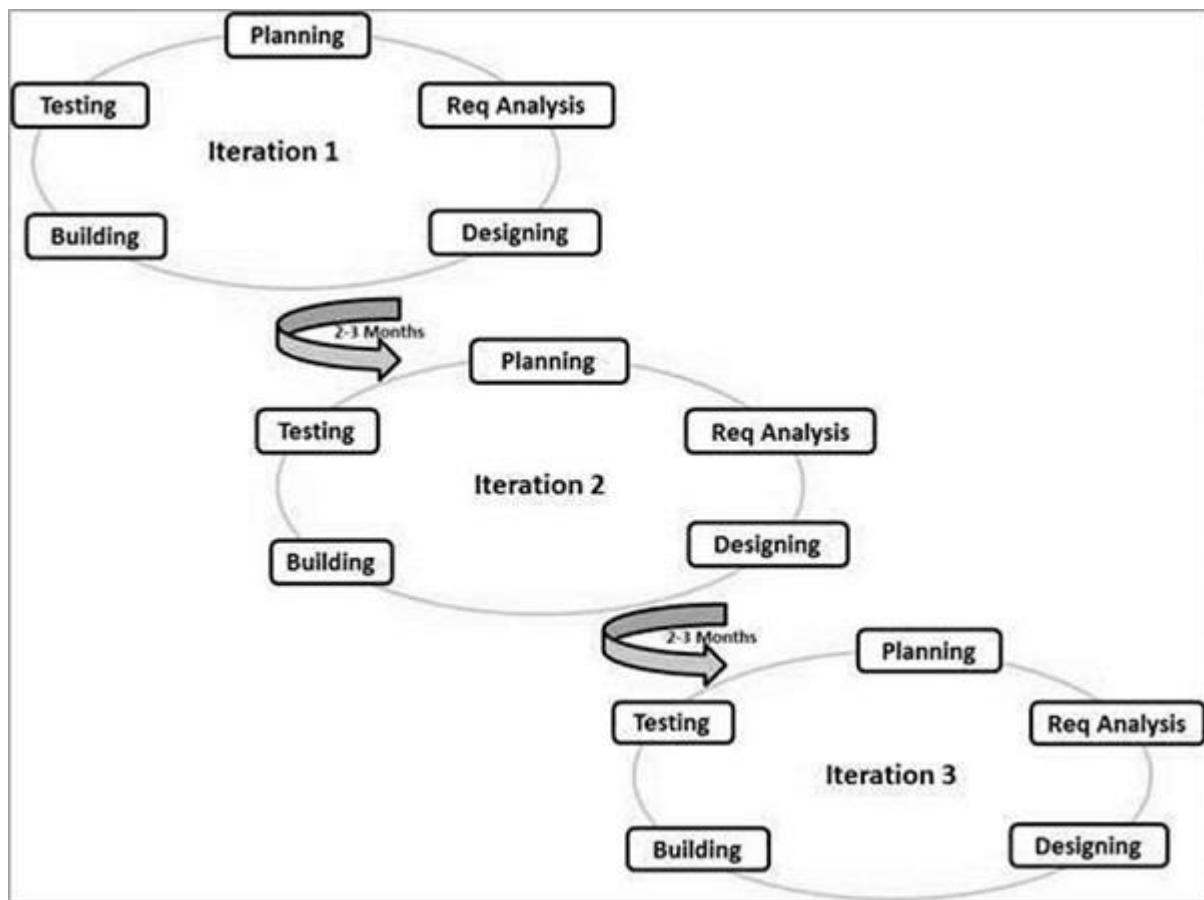 Planning
Testing
Req Analysis
Iteration 1
Building
Designing
2-3 Months
Planning
Testing
Req Analysis
Iteration 2
Building
Designing
2-3 Months
Planning
Testing
Req Analysis
Iteration 3
Building
Designing